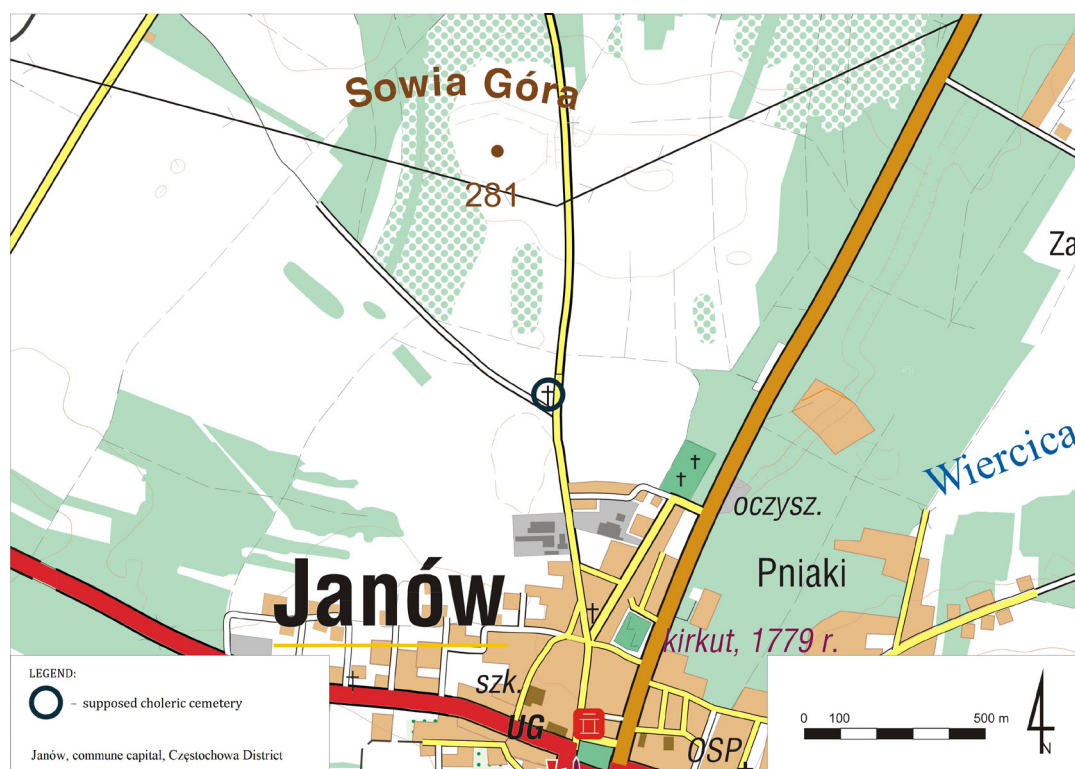 Sowia Góra
281
Za
Wiercica
oczysz.
Pniaki
Janów
kirkut, 1779 r.
szk.
UG
OSP
LEGEND:
– supposed choleric cemetery
Janów, commune capital, Częstochowa District
0 100 500 m
N